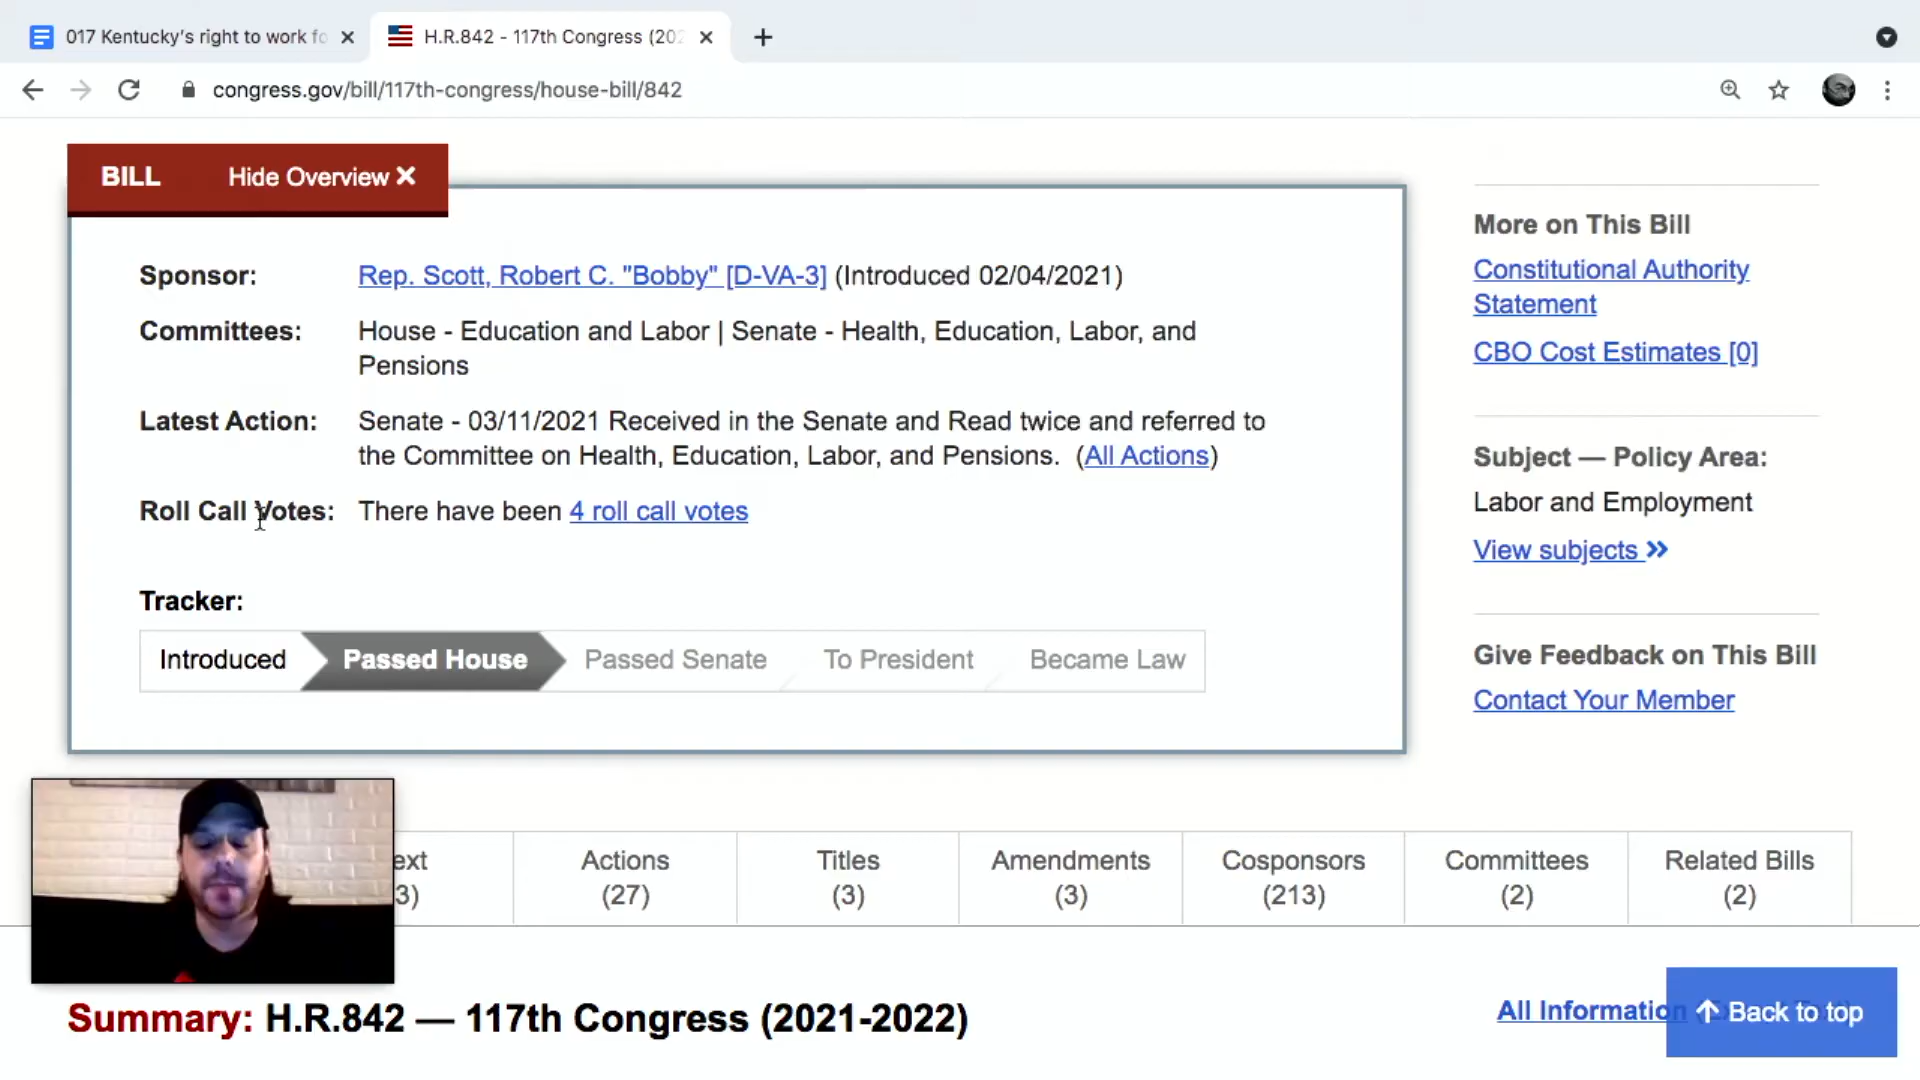 017 Kentucky's right to work fo
H.R.842 - 117th Congress (202
congress.gov/bill/117th-congress/house-bill/842
BILL Hide Overview ✕
Sponsor: Rep. Scott, Robert C. "Bobby" [D-VA-3] (Introduced 02/04/2021)
Committees: House - Education and Labor | Senate - Health, Education, Labor, and
Pensions
Latest Action: Senate - 03/11/2021 Received in the Senate and Read twice and referred to
the Committee on Health, Education, Labor, and Pensions. (All Actions)
Roll Call Votes: There have been 4 roll call votes
Tracker:
Introduced Passed House Passed Senate To President Became Law
More on This Bill
Constitutional Authority
Statement
CBO Cost Estimates [0]
Subject — Policy Area:
Labor and Employment
View subjects »
Give Feedback on This Bill
Contact Your Member
ext
3)
Actions
(27)
Titles
(3)
Amendments
(3)
Cosponsors
(213)
Committees
(2)
Related Bills
(2)
Summary: H.R.842 — 117th Congress (2021-2022)
All Information
↑ Back to top